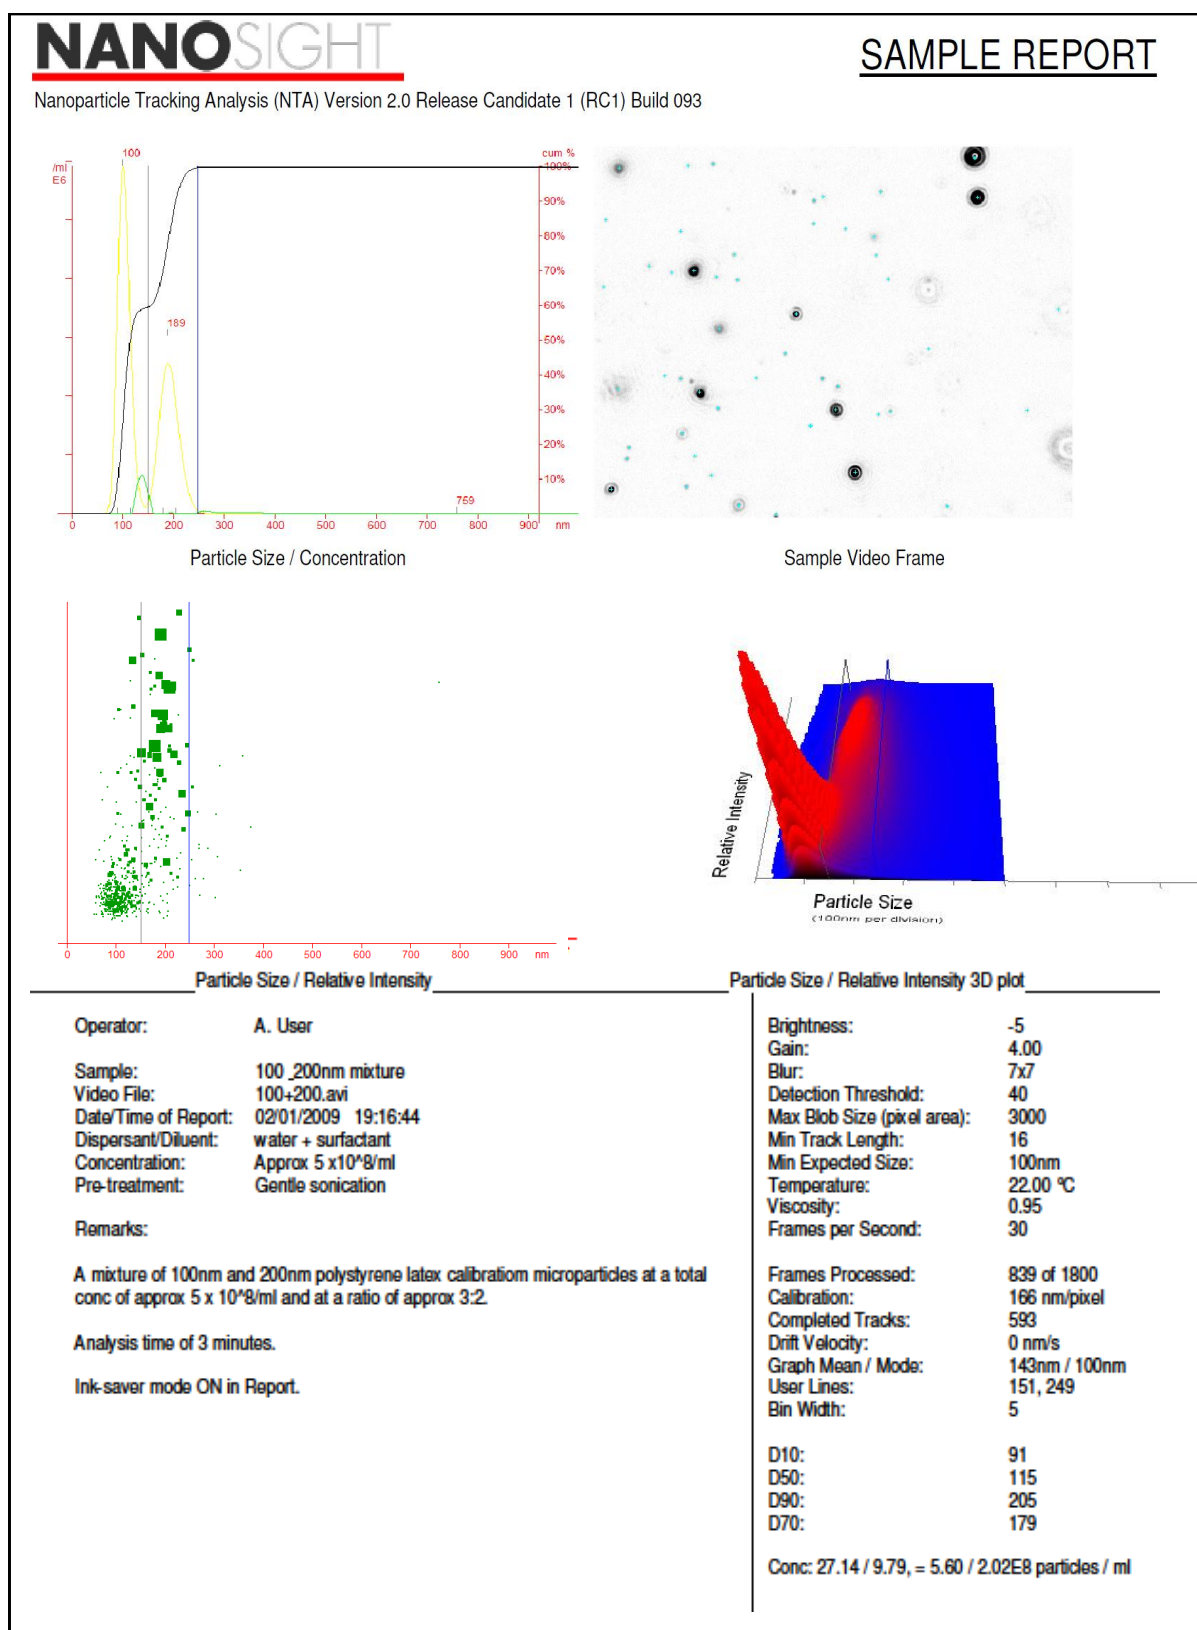 NANOSIGHT
SAMPLE REPORT
Nanoparticle Tracking Analysis (NTA) Version 2.0 Release Candidate 1 (RC1) Build 093
/ml
E6
100
189
759
cum %
100%
90%
80%
70%
60%
50%
40%
30%
20%
10%
0 100 200 300 400 500 600 700 800 900 nm
Particle Size / Concentration
Sample Video Frame
0 100 200 300 400 500 600 700 800 900 nm
Particle Size / Relative Intensity
Relative Intensity
Particle Size
(100nm per division)
Particle Size / Relative Intensity 3D plot
Operator: A. User
Sample: 100_200nm mixture
Video File: 100+200.avi
Date/Time of Report: 02/01/2009 19:16:44
Dispersant/Diluent: water + surfactant
Concentration: Approx 5 x10^8/ml
Pre-treatment: Gentle sonication
Remarks:
A mixture of 100nm and 200nm polystyrene latex calibratiom microparticles at a total
conc of approx 5 x 10^8/ml and at a ratio of approx 3:2.
Analysis time of 3 minutes.
Ink-saver mode ON in Report.
Brightness: -5
Gain: 4.00
Blur: 7x7
Detection Threshold: 40
Max Blob Size (pixel area): 3000
Min Track Length: 16
Min Expected Size: 100nm
Temperature: 22.00 ºC
Viscosity: 0.95
Frames per Second: 30
Frames Processed: 839 of 1800
Calibration: 166 nm/pixel
Completed Tracks: 593
Drift Velocity: 0 nm/s
Graph Mean / Mode: 143nm / 100nm
User Lines: 151, 249
Bin Width: 5
D10: 91
D50: 115
D90: 205
D70: 179
Conc: 27.14 / 9.79, = 5.60 / 2.02E8 particles / ml